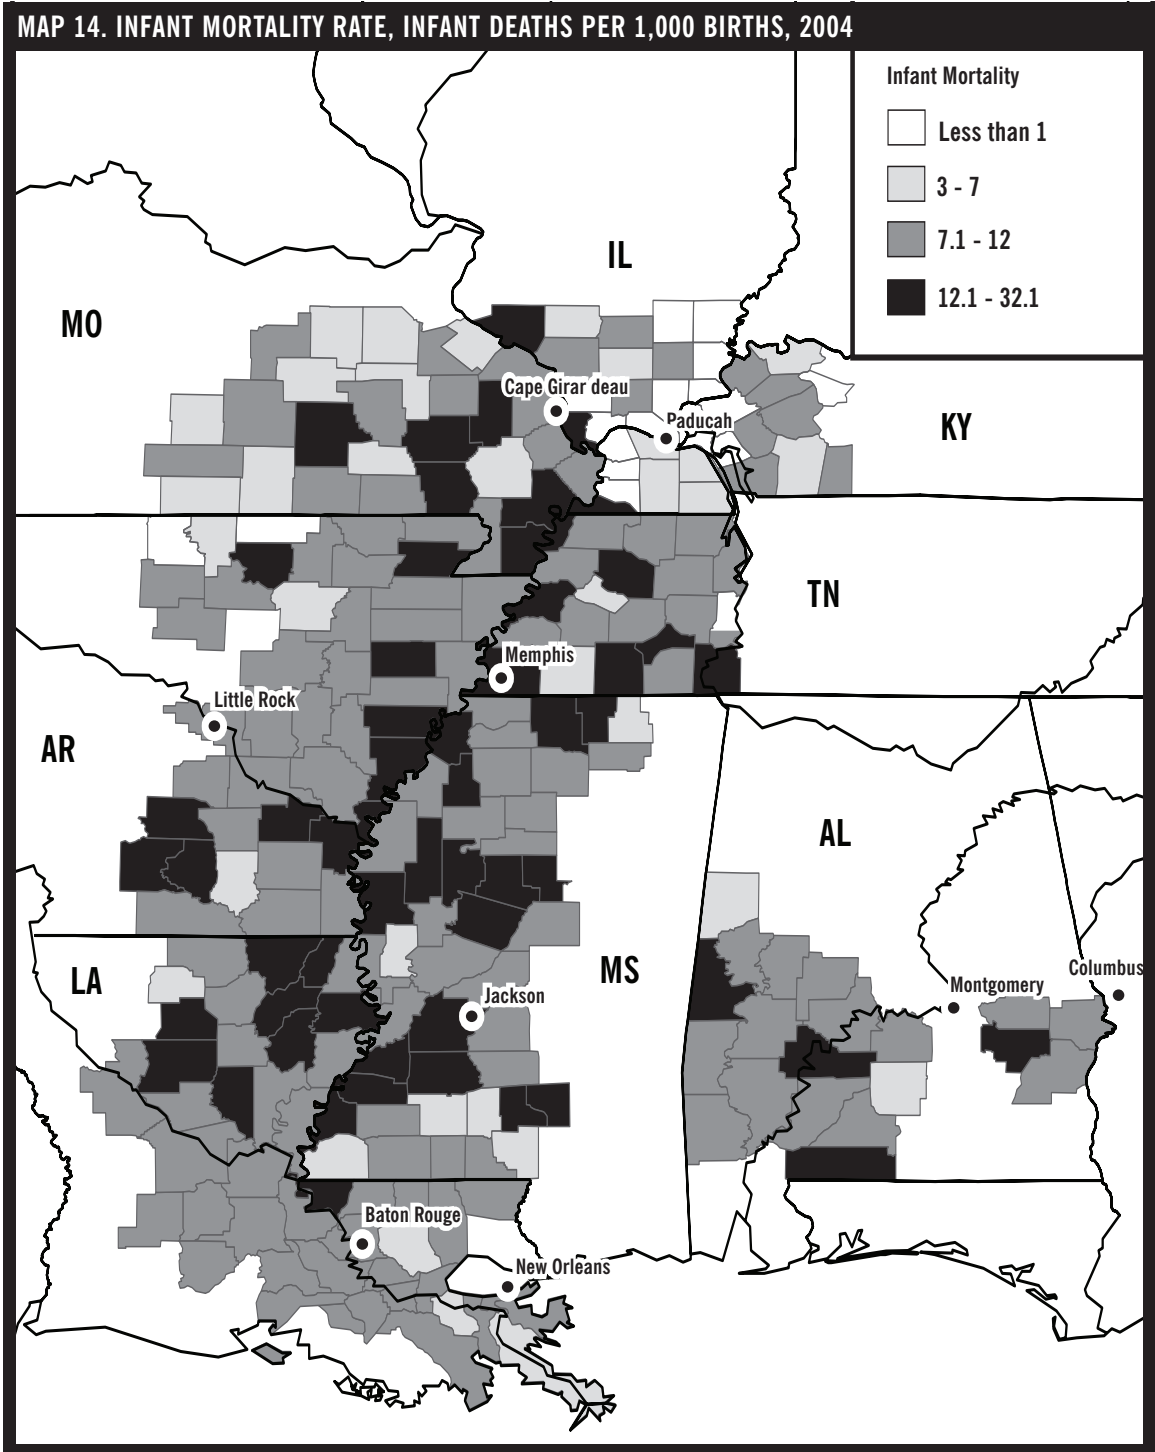 MAP 14. INFANT MORTALITY RATE, INFANT DEATHS PER 1,000 BIRTHS, 2004
Infant Mortality
Less than 1
3 - 7
7.1 - 12
12.1 - 32.1
IL
MO
Cape Girar deau
Paducah
KY
TN
Memphis
Little Rock
AR
AL
LA
MS
Columbus
Montgomery
Jackson
Baton Rouge
New Orleans